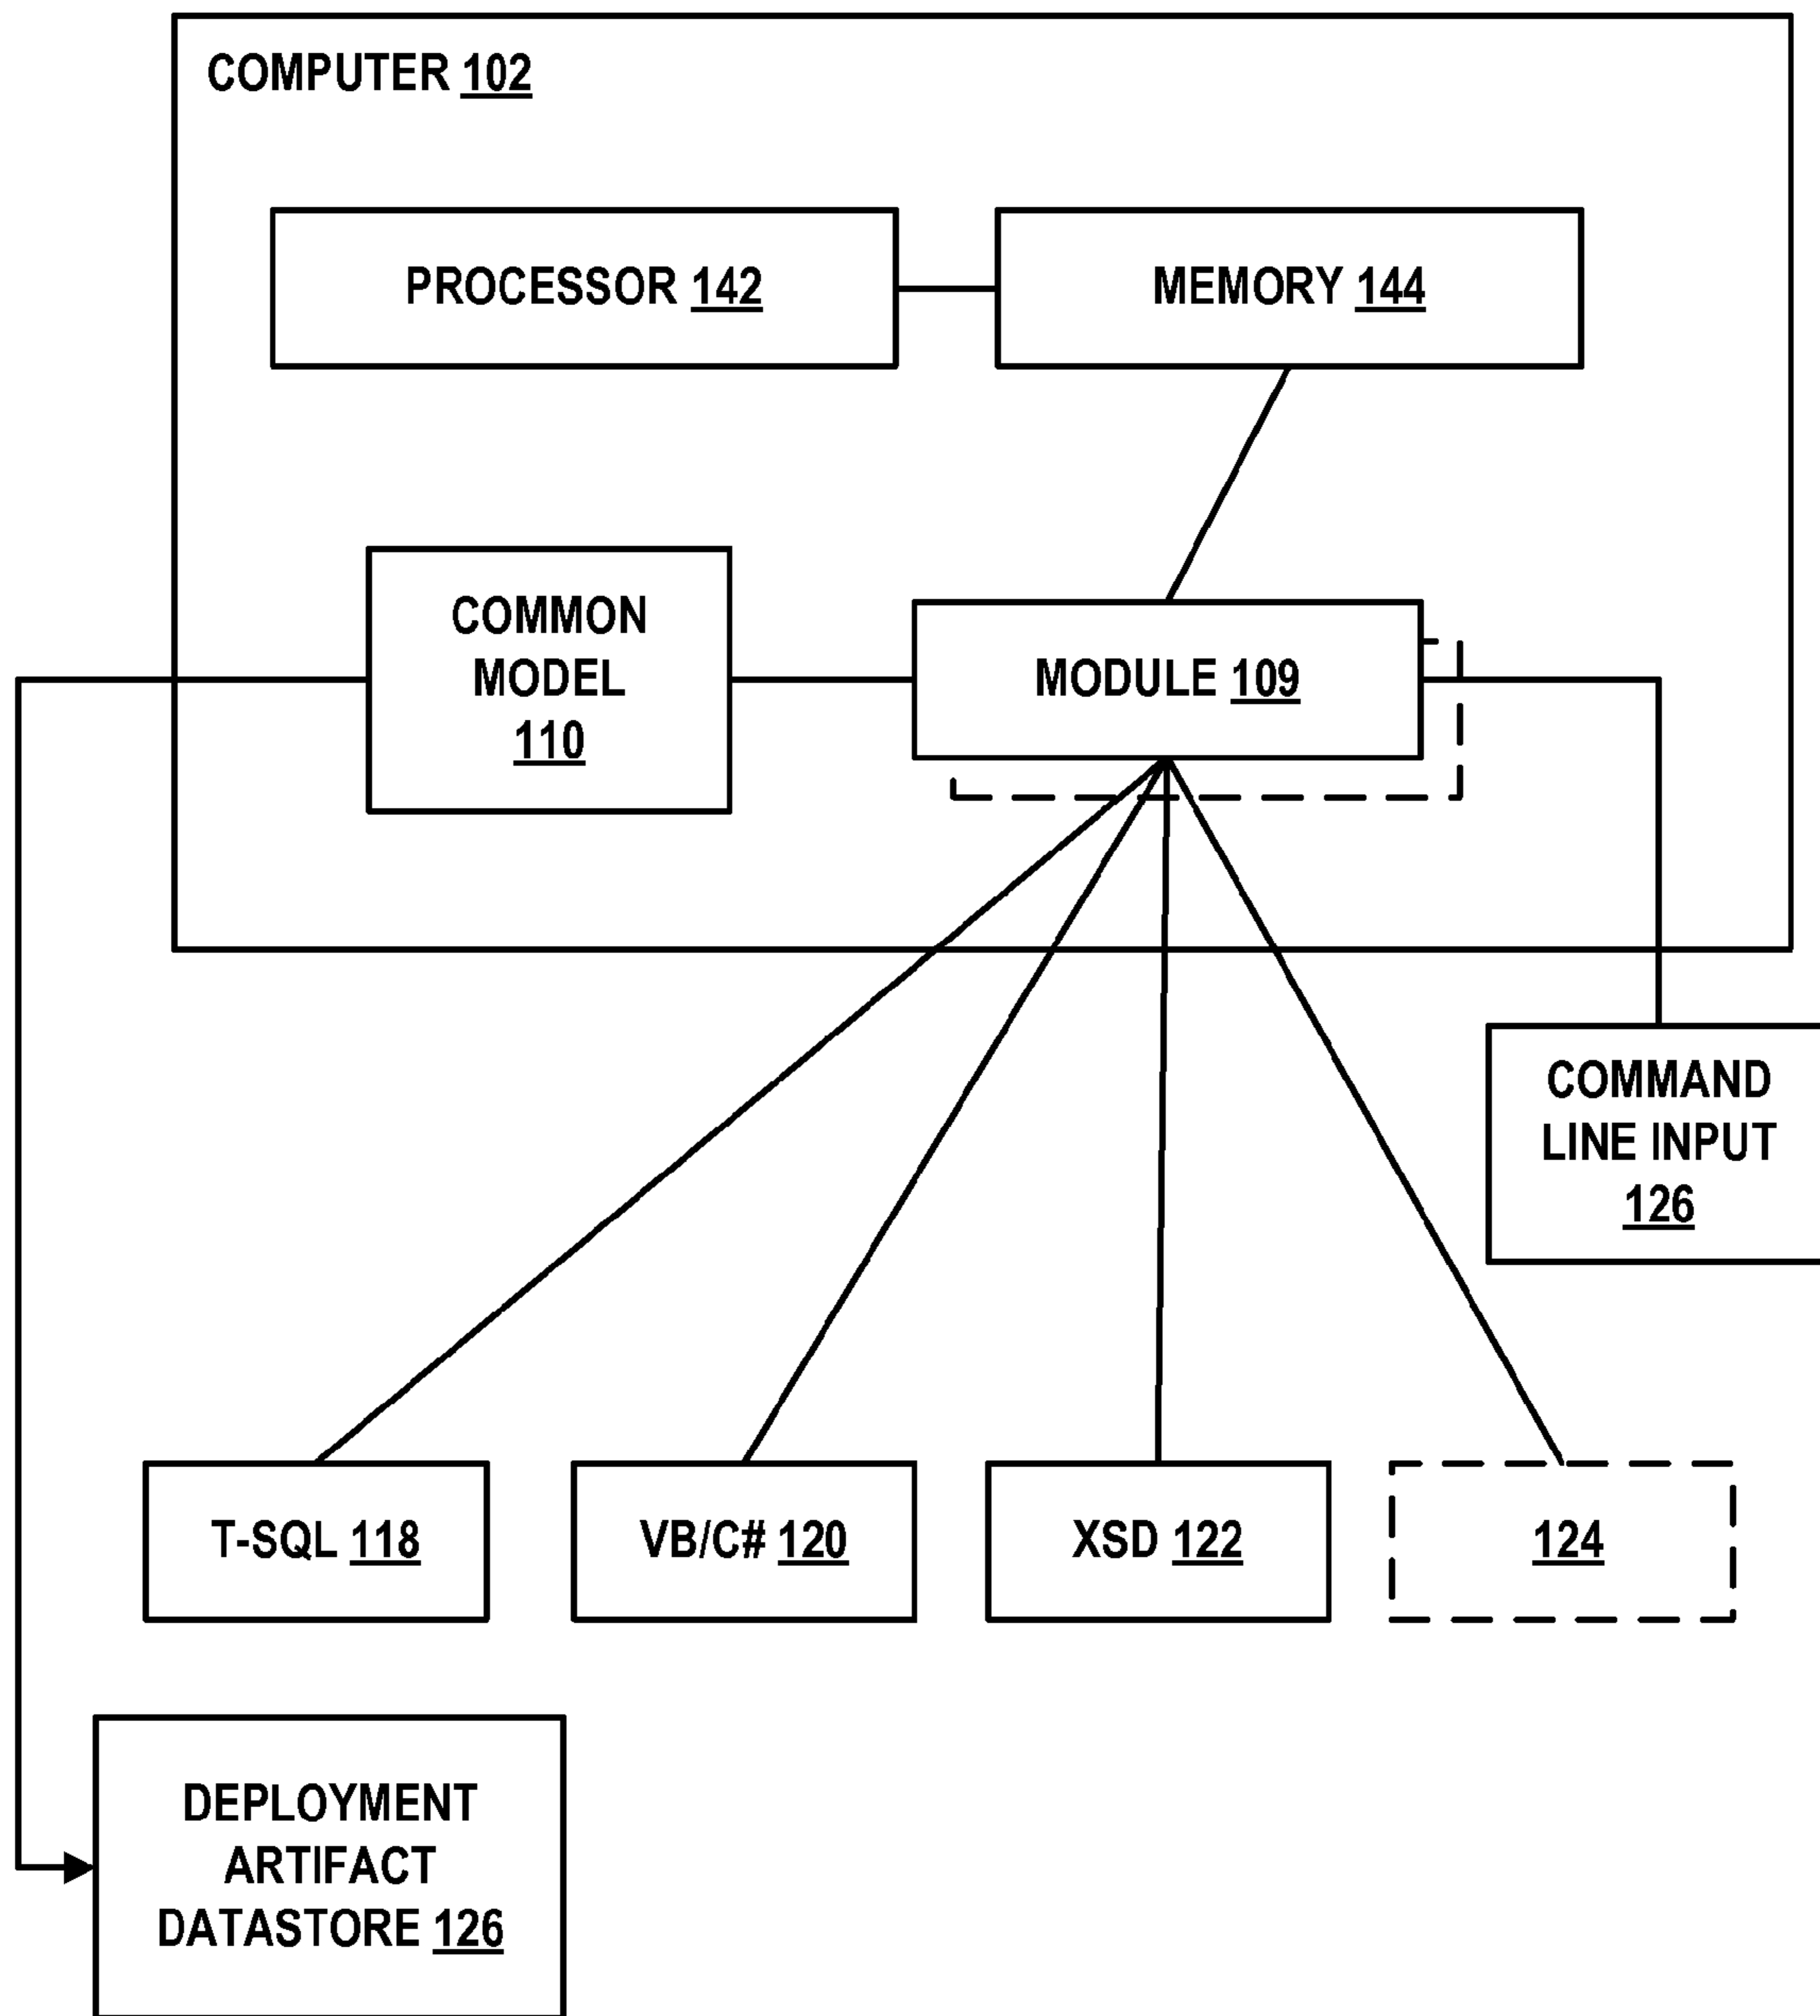 COMPUTER 102
PROCESSOR 142
MEMORY 144
COMMON
MODEL
110
MODULE 109
COMMAND
LINE INPUT
126
T-SQL 118
VB/C# 120
XSD 122
124
DEPLOYMENT
ARTIFACT
DATASTORE 126